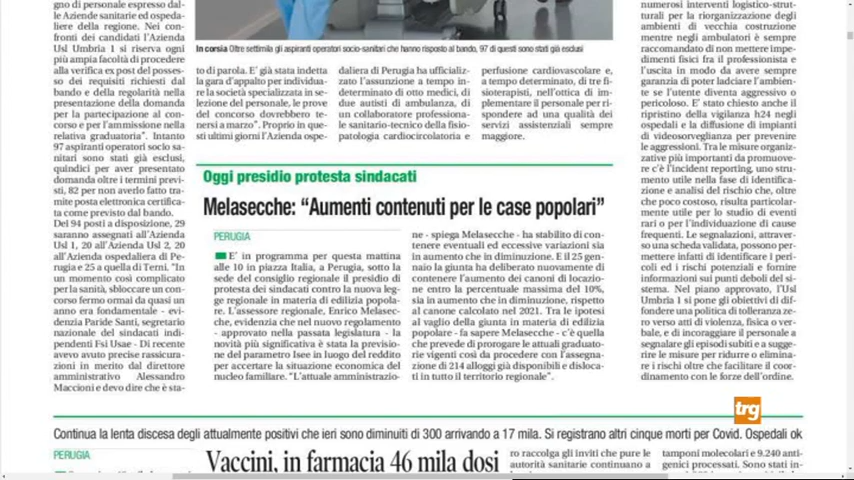 gno di personale espresso dal-
le Aziende sanitarie ed ospeda-
liere della regione. Nei con-
fronti dei candidati l'Azienda
Usl Umbria 1 si riserva ogni
più ampia facoltà di procedere
alla verifica ex post del posses-
so dei requisiti richiesti dal
bando e della regolarità nella
presentazione della domanda
per la partecipazione al con-
corso e per l'ammissione nella
relativa graduatoria". Intanto
97 aspiranti operatori socio sa-
nitari sono stati già esclusi,
quindici per aver presentato
domanda oltre i termini previ-
sti, 82 per non averlo fatto tra-
mite posta elettronica certifica-
ta come previsto dal bando.
Del 94 posti a disposizione, 29
saranno assegnati all'Azienda
Usl 1, 20 all'Azienda Usl 2, 20
all'Azienda ospedaliera di Pe-
rugia e 25 a quella di Terni. "In
un momento così complicato
per la sanità, sbloccare un con-
corso fermo ormai da quasi un
anno era fondamentale - evi-
denzia Paride Santi, segretario
nazionale del sindacati indi-
pendenti Fsi Usae - Di recente
avevo avuto precise rassicura-
zioni in merito dal direttore
amministrativo Alessandro
Maccioni e devo dire che è sta-
In corsia Oltre settimila gli aspiranti operatori socio-sanitari che hanno risposto al bando, 97 di questi sono stati già esclusi
to di parola. E' già stata indetta
la gara d'appalto per individua-
re la società specializzata in se-
lezione del personale, le prove
del concorso dovrebbero te-
nersi a marzo". Proprio in que-
sti ultimi giorni l'Azienda ospe-
daliera di Perugia ha ufficializ-
zato l'assunzione a tempo in-
determinato di otto medici, di
due autisti di ambulanza, di
un collaboratore professiona-
le sanitario-tecnico della fisio-
patologia cardiocircolatoria e
perfusione cardiovascolare e,
a tempo determinato, di tre fi-
sioterapisti, nell'ottica di im-
plementare il personale per ri-
spondere ad una qualità dei
servizi assistenziali sempre
maggiore.
Oggi presidio protesta sindacati
Melasecche: "Aumenti contenuti per le case popolari"
PERUGIA
E' in programma per questa mattina
alle 10 in piazza Italia, a Perugia, sotto la
sede del consiglio regionale il presidio di
protesta dei sindacati contro la nuova leg-
ge regionale in materia di edilizia popola-
re. L'assessore regionale, Enrico Melasec-
che, evidenzia che nel nuovo regolamento
- approvato nella passata legislatura - la
novità più significativa è stata la previsio-
ne del parametro Isee in luogo del reddito
per accertare la situazione economica del
nucleo familiare. "L'attuale amministrazio-
ne - spiega Melasecche - ha stabilito di con-
tenere eventuali ed eccessive variazioni sia
in aumento che in diminuzione. E il 25 gen-
naio la giunta ha deliberato nuovamente di
contenere l'aumento dei canoni di locazio-
ne entro la percentuale massima del 10%,
sia in aumento che in diminuzione, rispetto
al canone calcolato nel 2021. Tra le ipotesi
al vaglio della giunta in materia di edilizia
popolare - fa sapere Melasecche - c'è quella
che prevede di prorogare le attuali graduato-
rie vigenti così da procedere con l'assegna-
zione di 214 alloggi già disponibili e disloca-
ti in tutto il territorio regionale".
numerosi interventi logistico-strut-
turali per la riorganizzazione degli
ambienti di vecchia costruzione
mentre negli ambulatori è sempre
raccomandato di non mettere impe-
dimenti fisici fra il professionista e
l'uscita in modo da avere sempre
garanzia di poter ladciare l'ambien-
te se l'utente diventa aggressivo o
pericoloso. E' stato chiesto anche il
ripristino della vigilanza h24 negli
ospedali e la diffusione di impianti
di videosorveglianza per prevenire
le aggressioni. Tra le misure organiz-
zative più importanti da promuove-
re c'è l'incident reporting, uno stru-
mento utile nella fase di identifica-
zione e analisi del rischio che, oltre
che poco costoso, risulta particolar-
mente utile per lo studio di eventi
rari o per l'individuazione di cause
frequenti. Le segnalazioni, attraver-
so una scheda validata, possono per-
mettere infatti di identificare i peri-
coli ed i rischi potenziali e fornire
informazioni sui punti deboli del si-
stema. Nel piano approvato, l'Usl
Umbria 1 si pone gli obiettivi di dif-
fondere una politica di tolleranza ze-
ro verso atti di violenza, fisica o ver-
bale, e di incoraggiare il personale a
segnalare gli episodi subiti e a sugge-
rire le misure per ridurre o elimina-
re i rischi oltre che facilitare il coor-
dinamento con le forze dell'ordine.
trg
Continua la lenta discesa degli attualmente positivi che ieri sono diminuiti di 300 arrivando a 17 mila. Si registrano altri cinque morti per Covid. Ospedali ok
PERUGIA
Vaccini, in farmacia 46 mila dosi
ro raccolga gli inviti che pure le
autorità sanitarie continuano a
tamponi molecolari e 9.240 anti-
genici processati. Sono stati in-